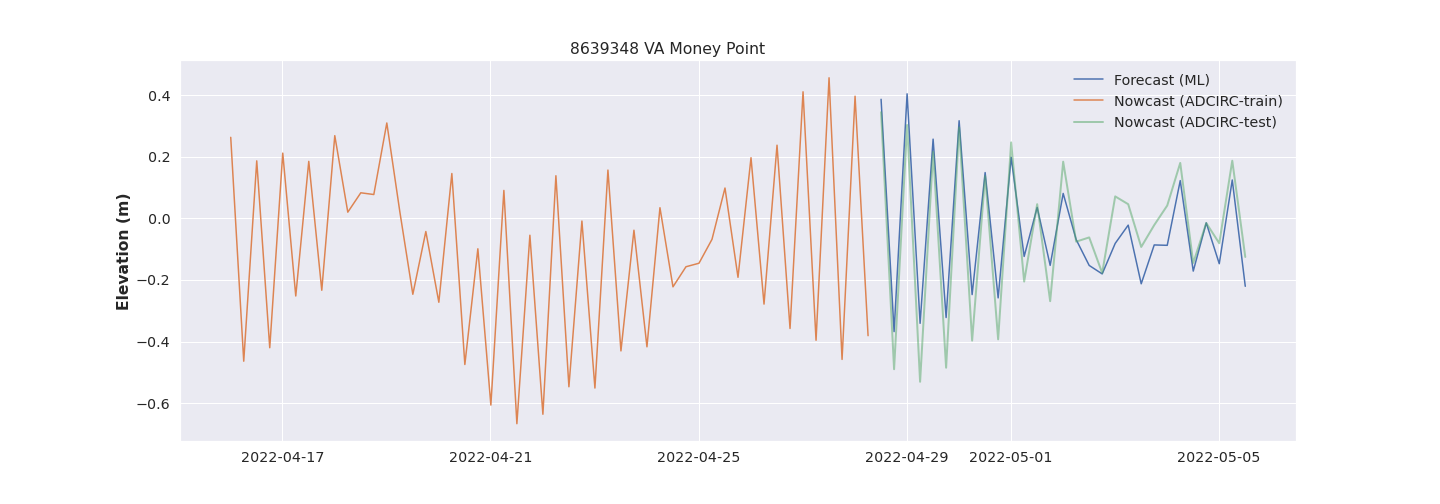 8639348 VA Money Point
Forecast (ML)
Nowcast (ADCIRC-train)
Nowcast (ADCIRC-test)
Elevation (m)
0.4
0.2
0.0
−0.2
−0.4
−0.6
2022-04-17
2022-04-21
2022-04-25
2022-04-29
2022-05-01
2022-05-05